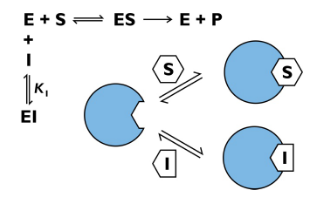 E + S ⇌ ES ⟶ E + P
+
I
⇌ K_I
EI
S
S
I
I